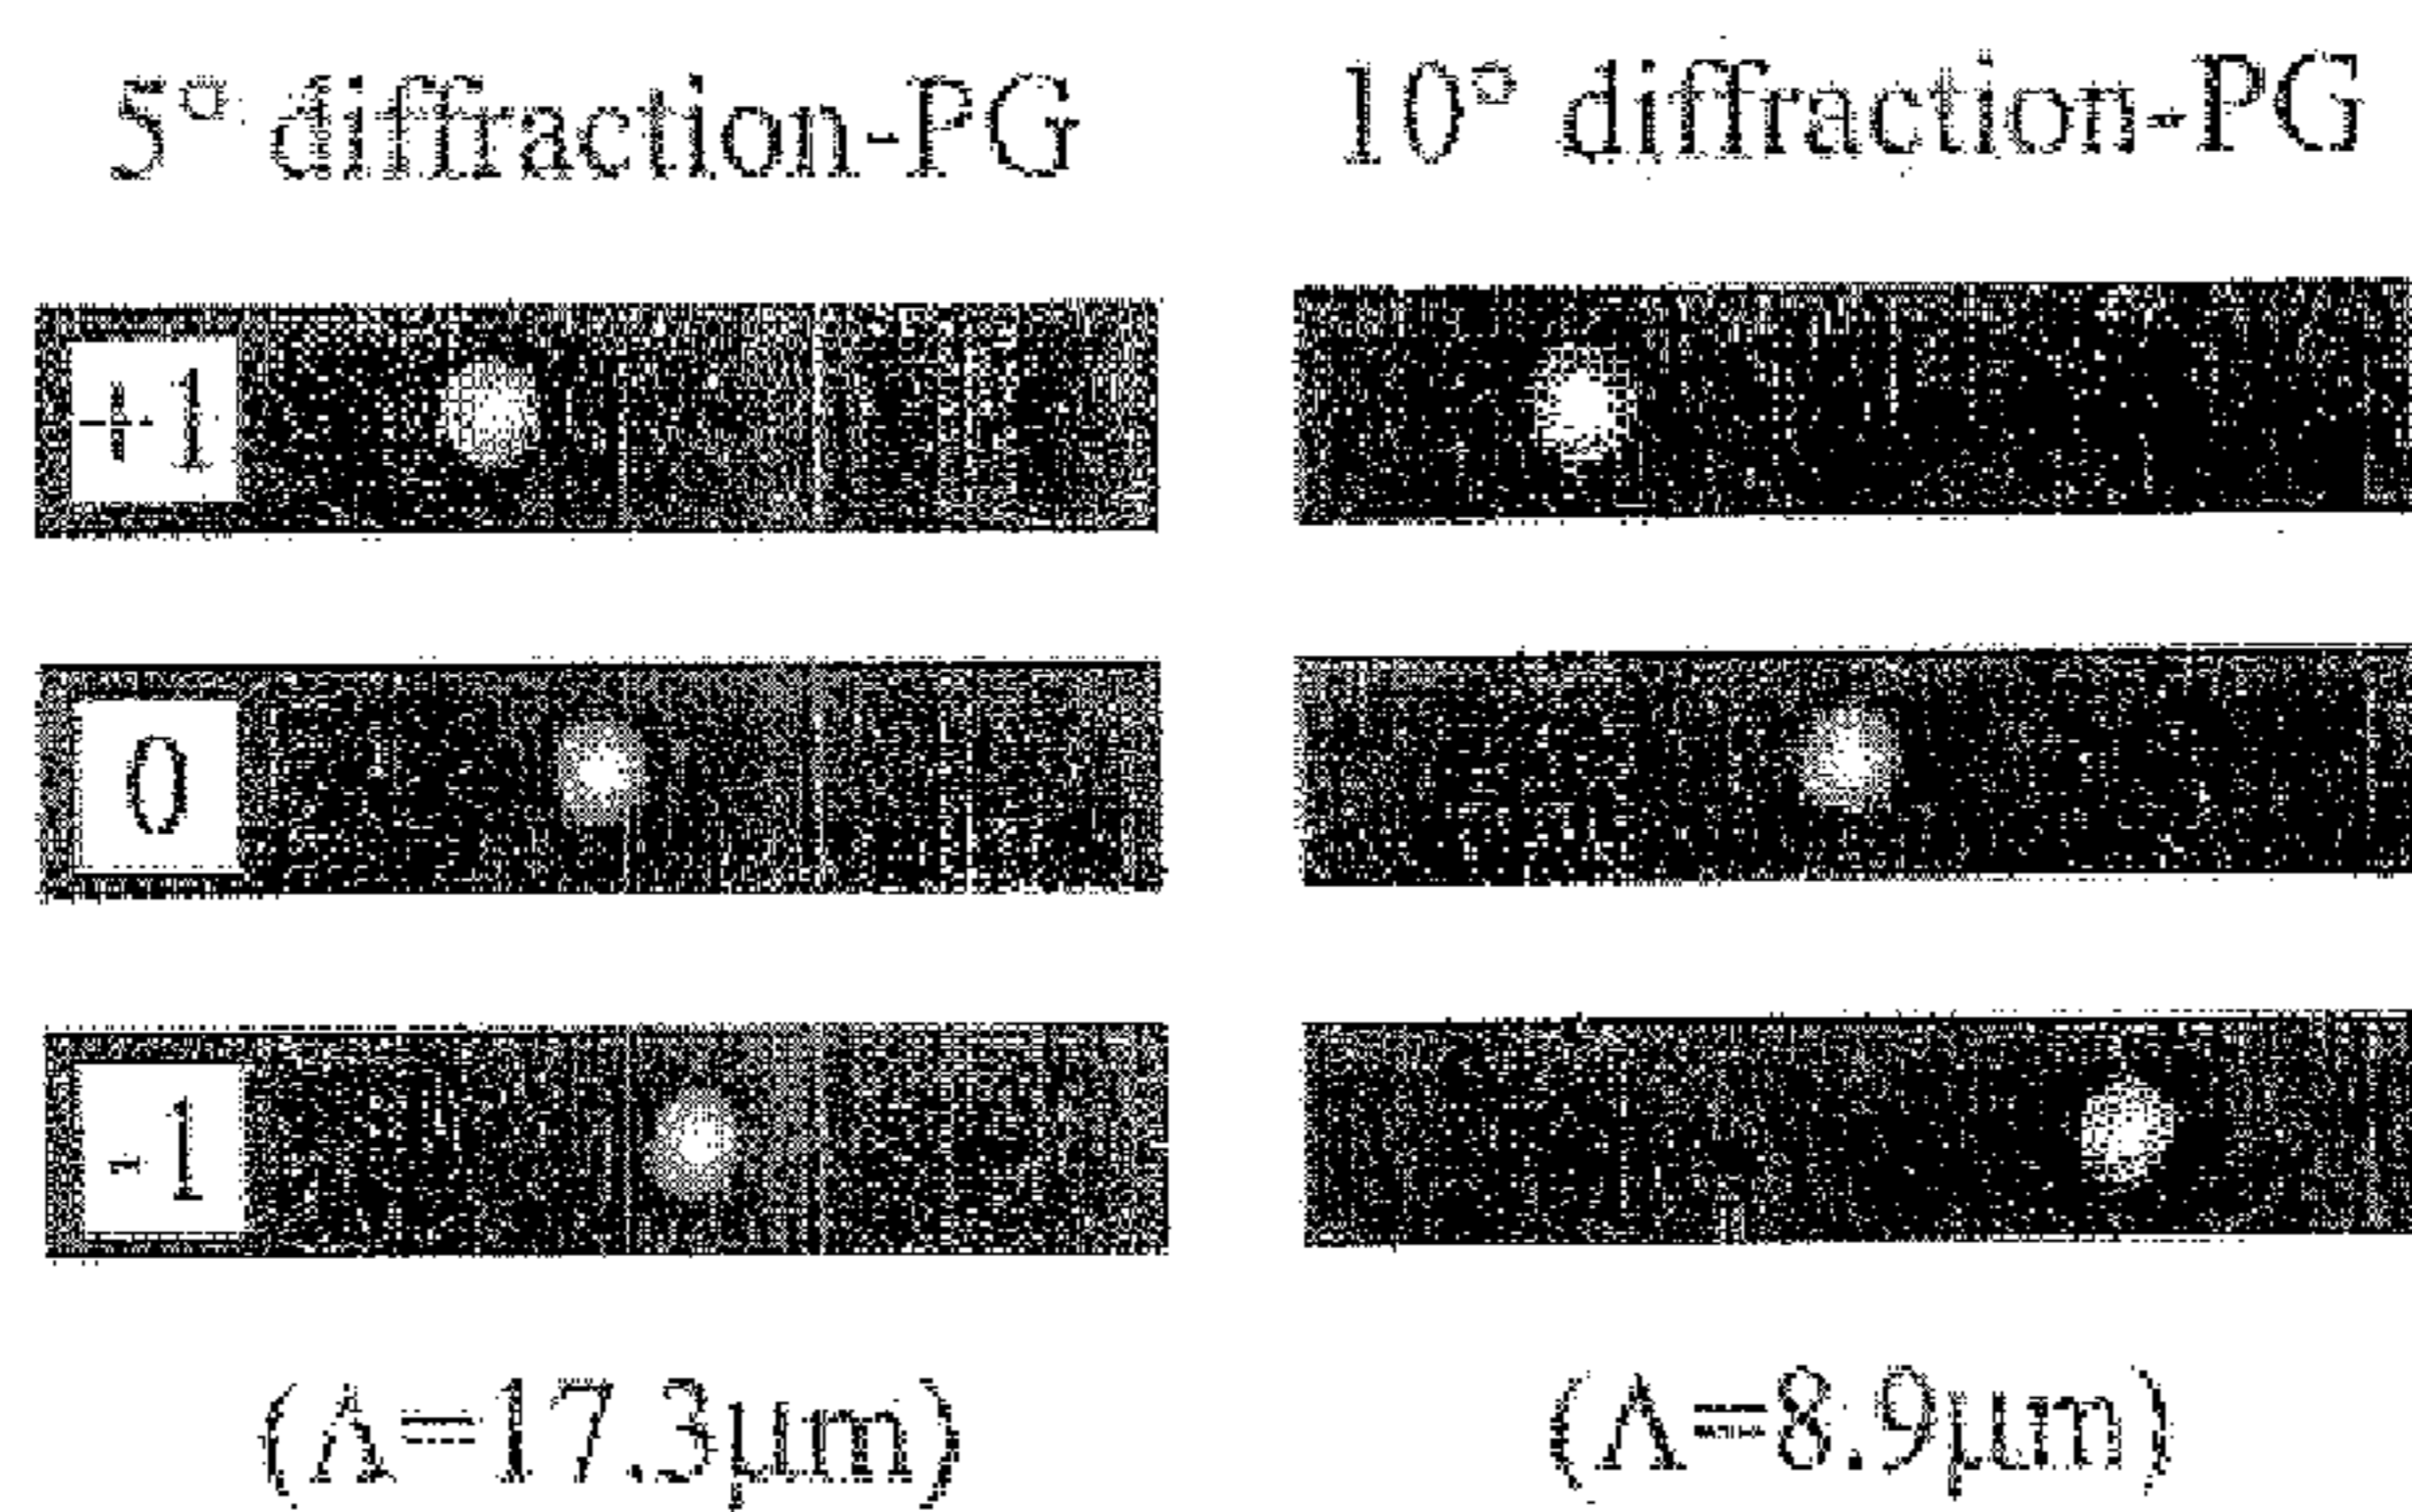 5° diffraction-PG 10° diffraction-PG
+1
0
-1
(Λ=17.3μm) (Λ=8.9μm)